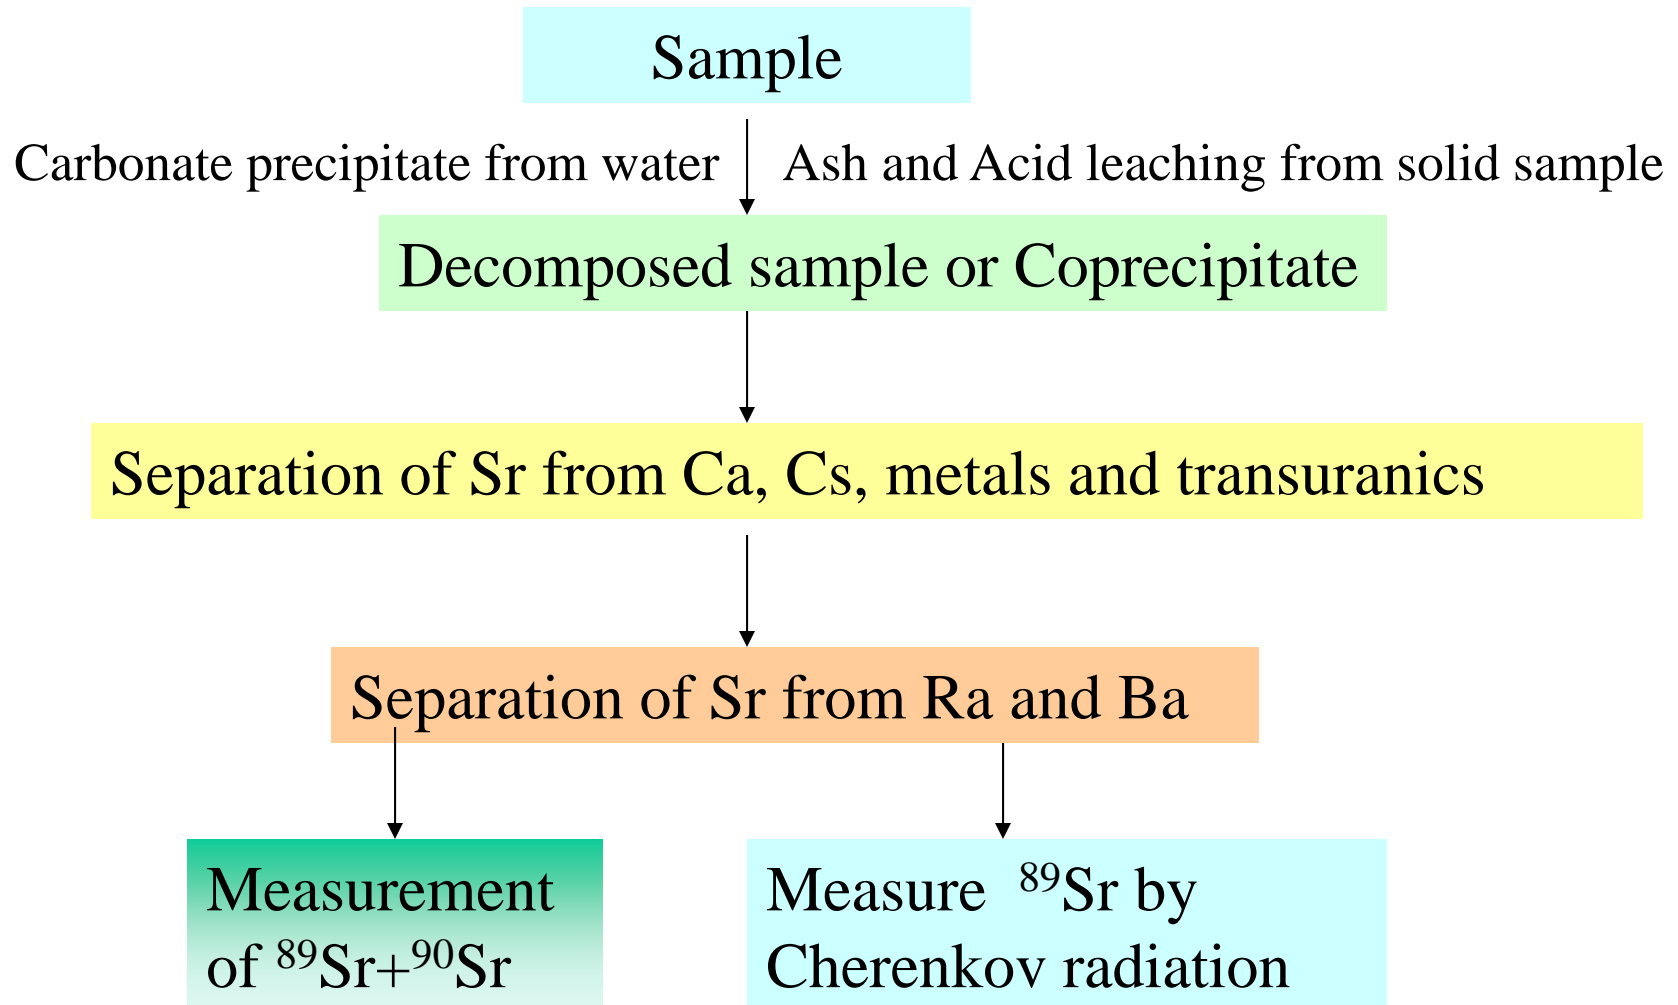 Sample
Carbonate precipitate from water
Ash and Acid leaching from solid sample
Decomposed sample or Coprecipitate
Separation of Sr from Ca, Cs, metals and transuranics
Separation of Sr from Ra and Ba
Measurement
of ⁸⁹Sr+⁹⁰Sr
Measure ⁸⁹Sr by
Cherenkov radiation